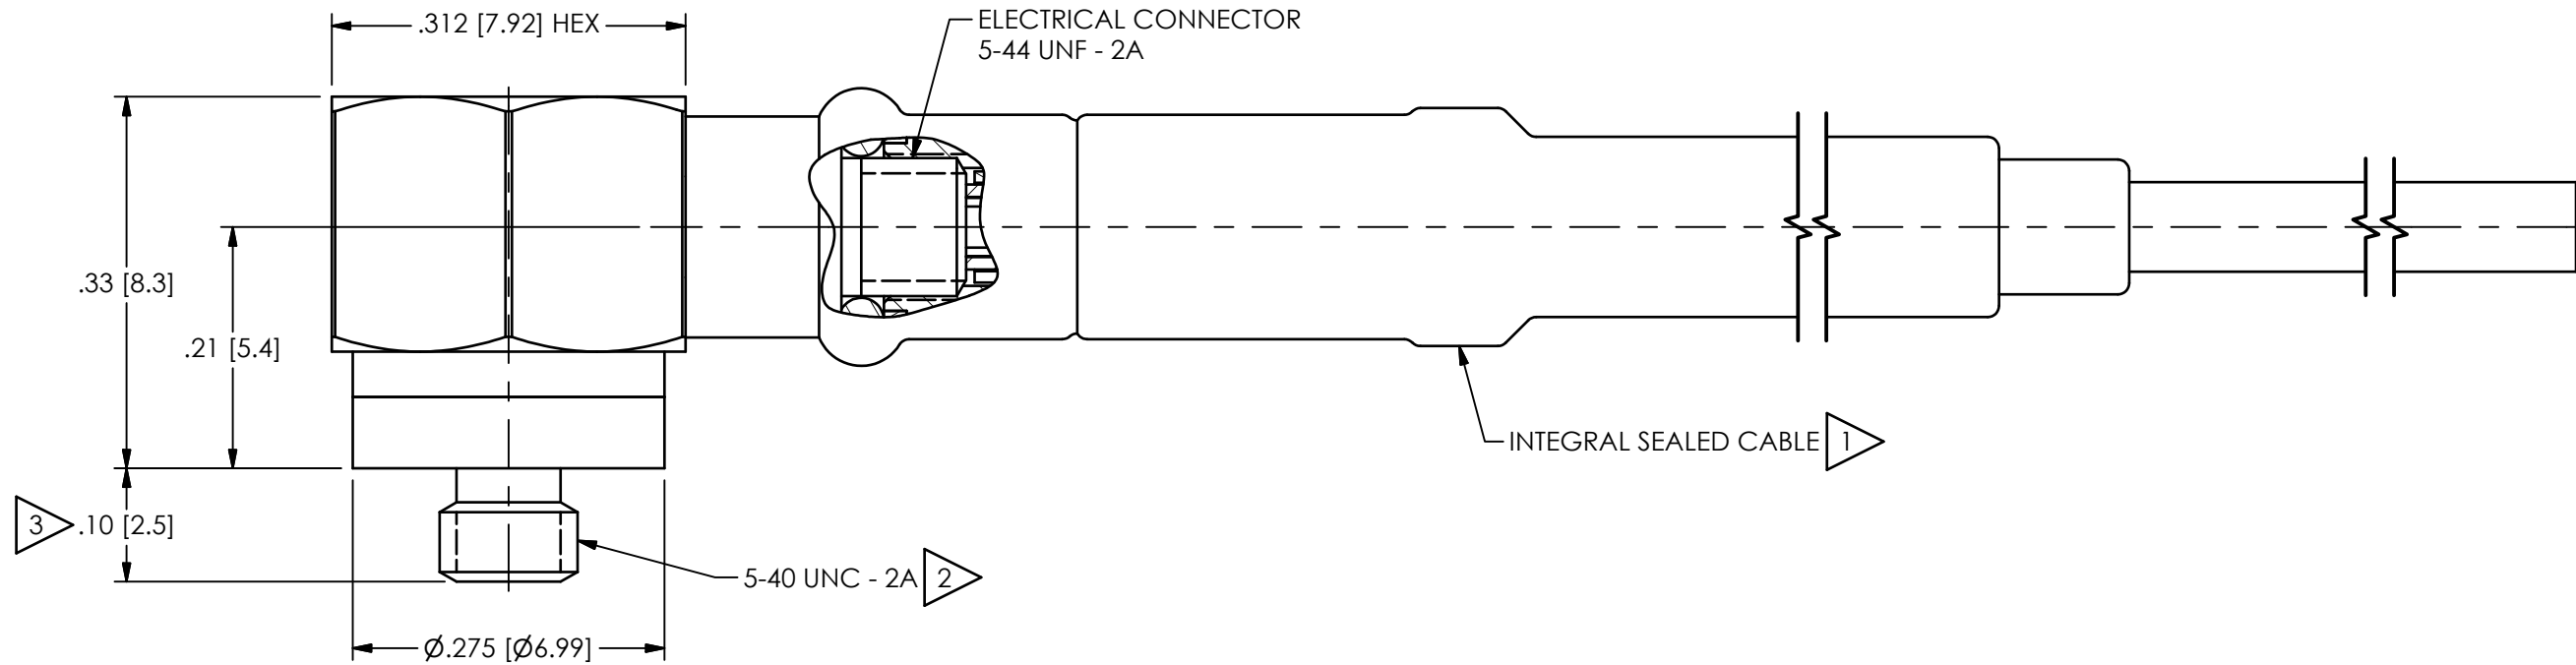 .312 [7.92] HEX
ELECTRICAL CONNECTOR
5-44 UNF - 2A
.33 [8.3]
.21 [5.4]
INTEGRAL SEALED CABLE 1
3 .10 [2.5]
5-40 UNC - 2A 2
Ø.275 [Ø6.99]